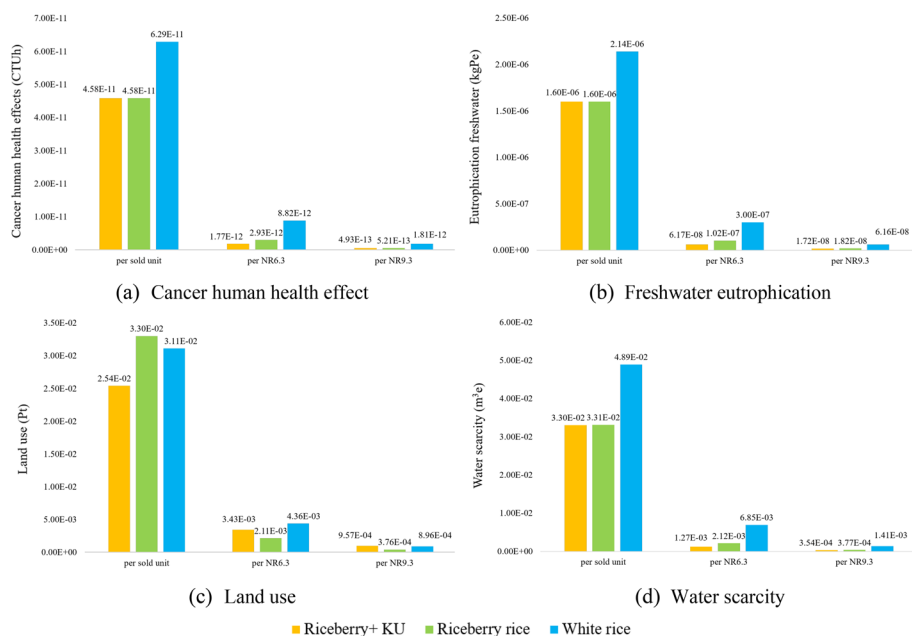 7.00E-11
6.00E-11
5.00E-11
4.00E-11
3.00E-11
2.00E-11
1.00E-11
0.00E+00
Cancer human health effects (CTUh)
4.58E-11
4.58E-11
6.29E-11
1.77E-12
2.93E-12
8.82E-12
4.93E-13
5.21E-13
1.81E-12
per sold unit
per NR6.3
per NR9.3
(a) Cancer human health effect
2.50E-06
2.00E-06
1.50E-06
1.00E-06
5.00E-07
0.00E+00
Eutrophication freshwater (kgPe)
1.60E-06
1.60E-06
2.14E-06
6.17E-08
1.02E-07
3.00E-07
1.72E-08
1.82E-08
6.16E-08
per sold unit
per NR6.3
per NR9.3
(b) Freshwater eutrophication
3.50E-02
3.00E-02
2.50E-02
2.00E-02
1.50E-02
1.00E-02
5.00E-03
0.00E+00
Land use (Pt)
2.54E-02
3.30E-02
3.11E-02
3.43E-03
2.11E-03
4.36E-03
9.57E-04
3.76E-04
8.96E-04
per sold unit
per NR6.3
per NR9.3
(c) Land use
6.00E-02
5.00E-02
4.00E-02
3.00E-02
2.00E-02
1.00E-02
0.00E+00
Water scarcity (m³e)
3.30E-02
3.31E-02
4.89E-02
1.27E-03
2.12E-03
6.85E-03
3.54E-04
3.77E-04
1.41E-03
per sold unit
per NR6.3
per NR9.3
(d) Water scarcity
Riceberry+ KU
Riceberry rice
White rice